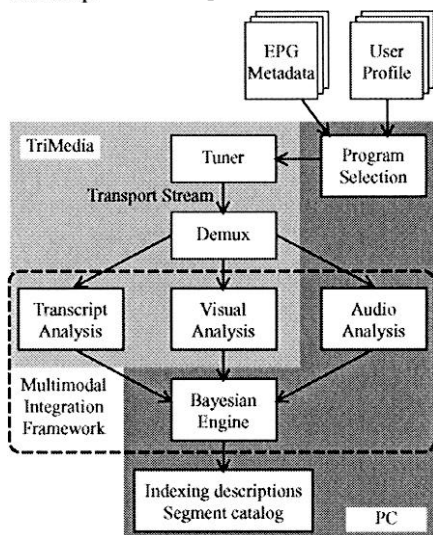 EPG
Metadata
User
Profile
TriMedia
Tuner
Program
Selection
Transport Stream
Demux
Transcript
Analysis
Visual
Analysis
Audio
Analysis
Multimodal
Integration
Framework
Bayesian
Engine
Indexing descriptions
Segment catalog
PC